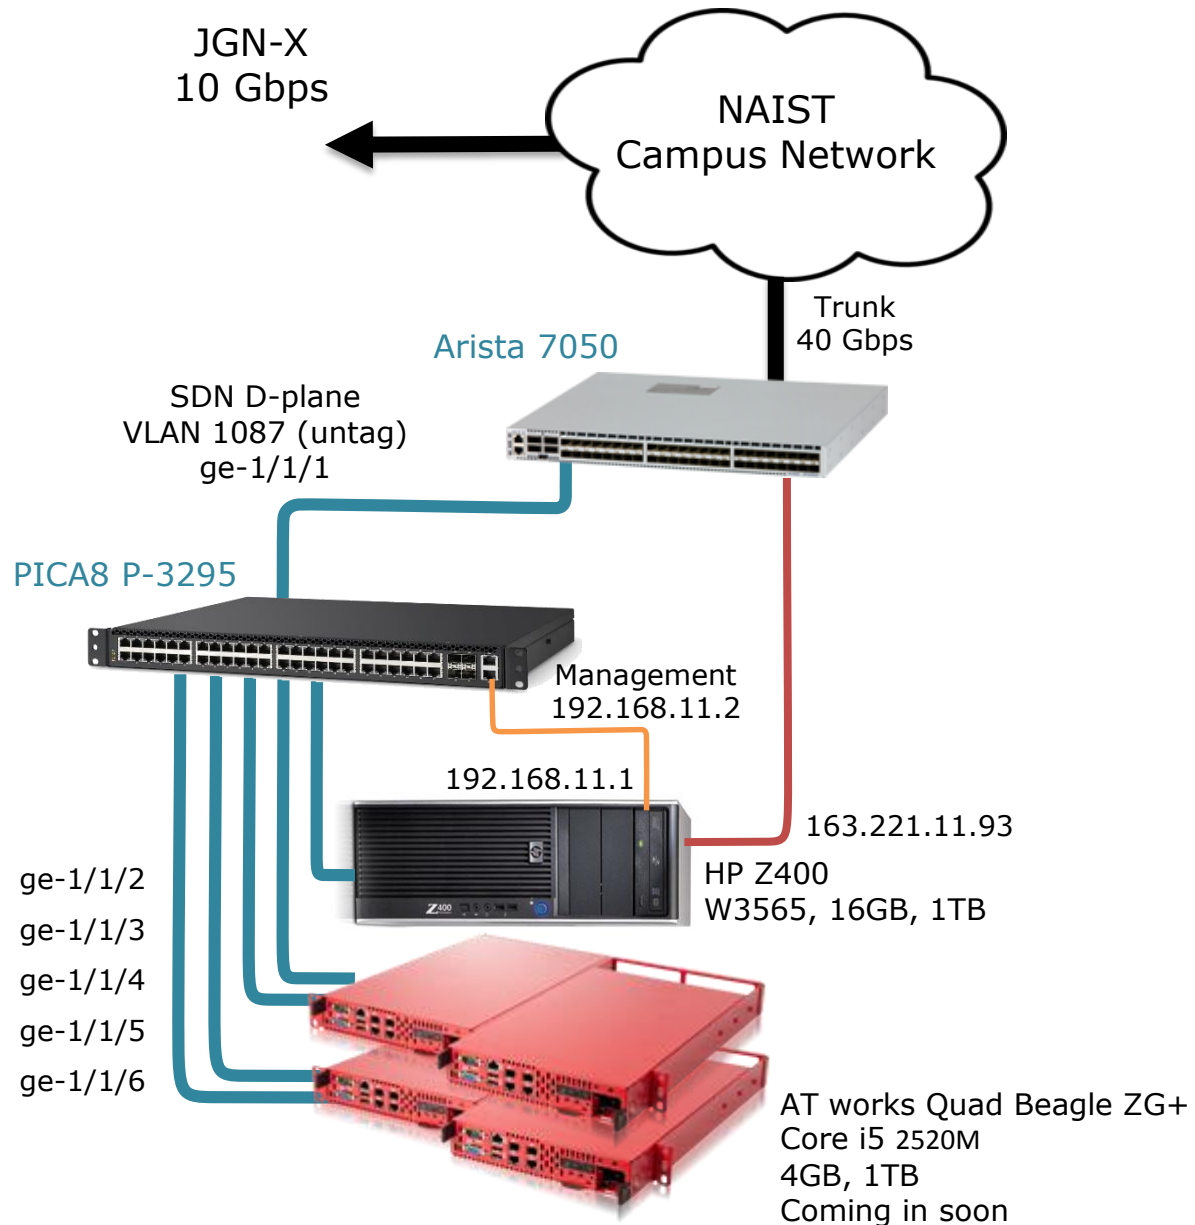 JGN-X
10 Gbps
NAIST
Campus Network
Trunk
40 Gbps
Arista 7050
SDN D-plane
VLAN 1087 (untag)
ge-1/1/1
PICA8 P-3295
Management
192.168.11.2
192.168.11.1
163.221.11.93
HP Z400
W3565, 16GB, 1TB
Z400
ge-1/1/2
ge-1/1/3
ge-1/1/4
ge-1/1/5
ge-1/1/6
AT works Quad Beagle ZG+
Core i5 2520M
4GB, 1TB
Coming in soon